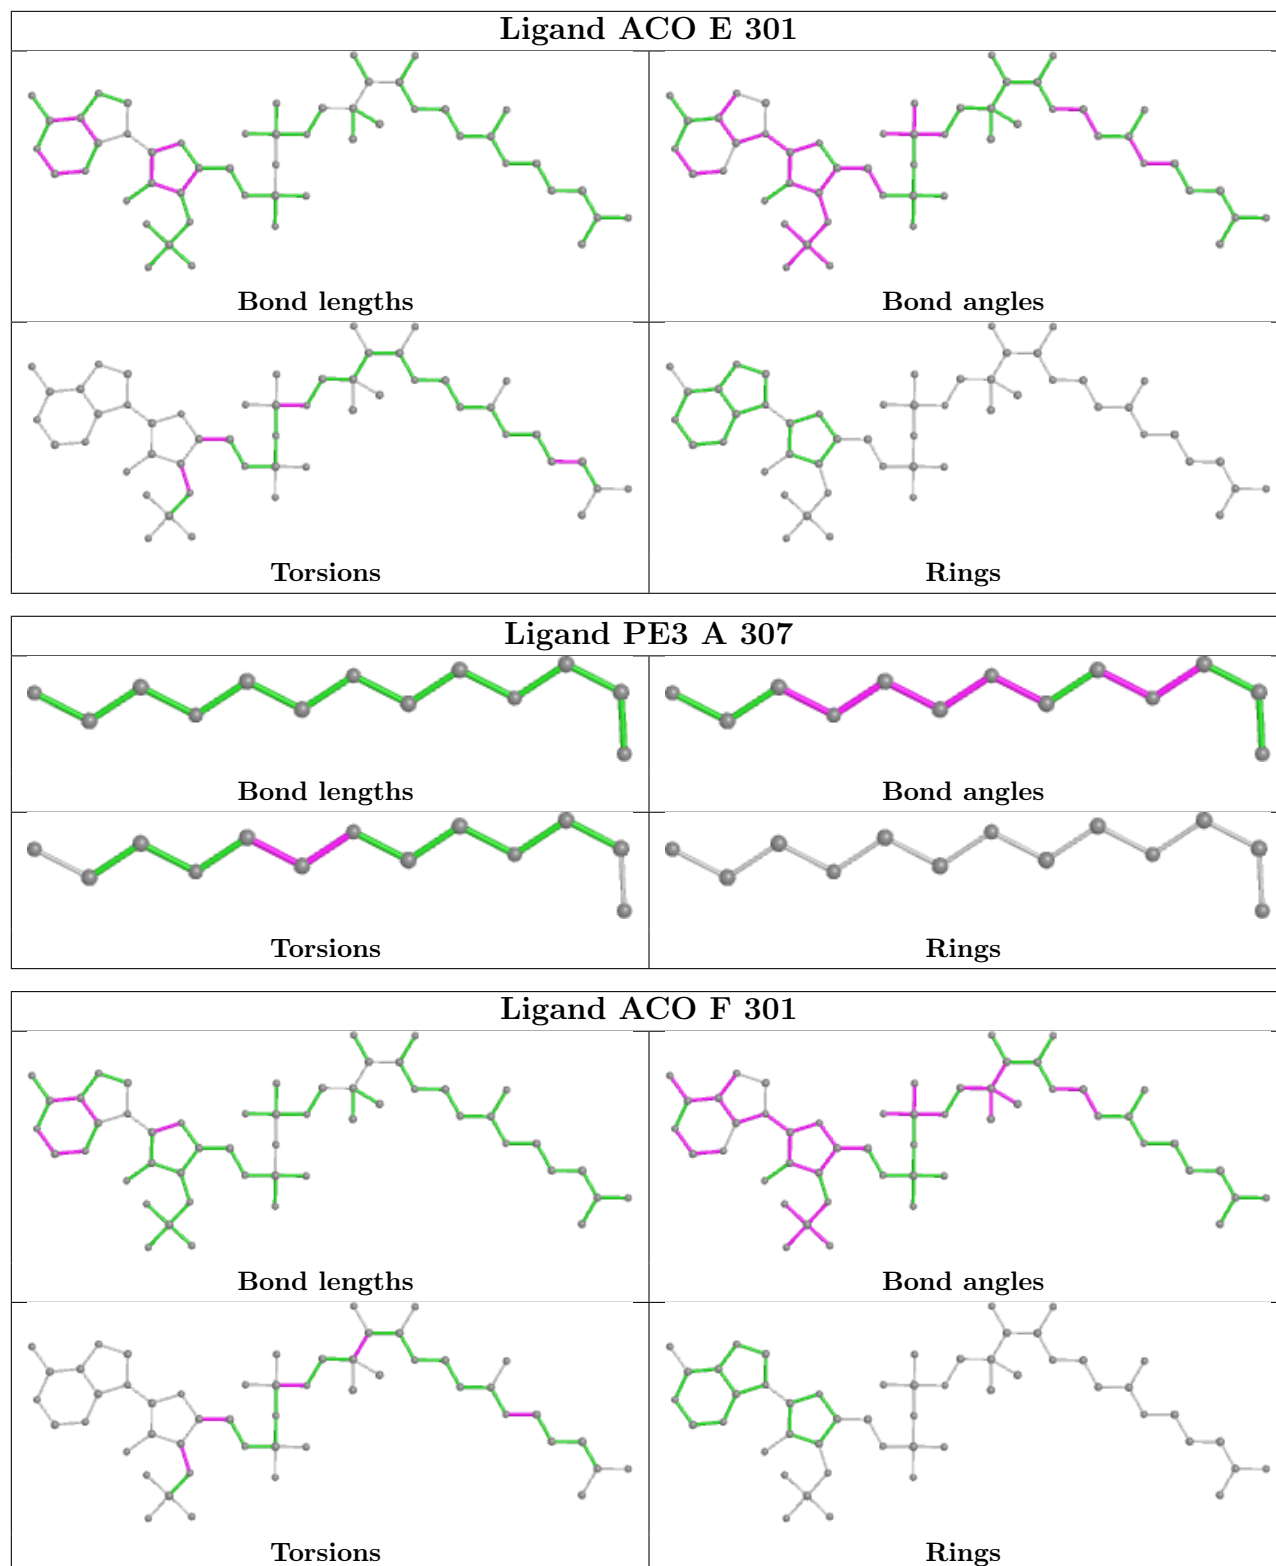 Ligand ACO E 301
Bond lengths
Bond angles
Torsions
Rings
Ligand PE3 A 307
Bond lengths
Bond angles
Torsions
Rings
Ligand ACO F 301
Bond lengths
Bond angles
Torsions
Rings